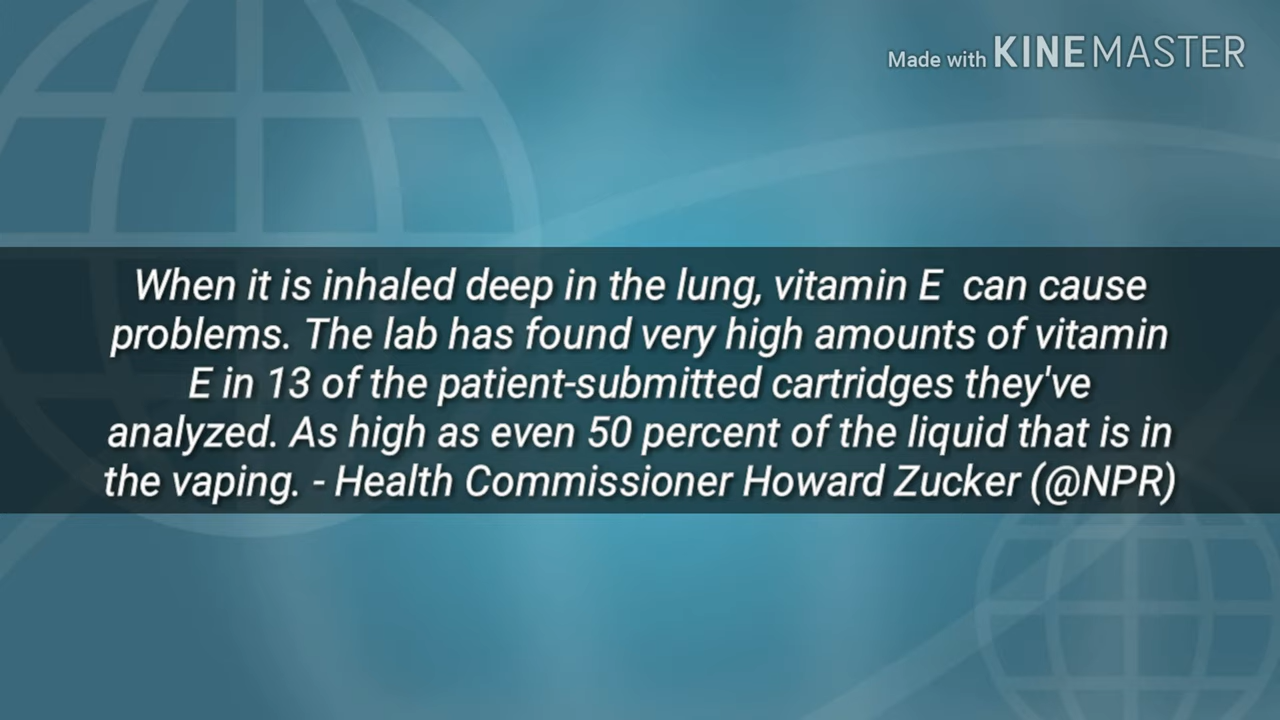 Made with KINEMASTER
When it is inhaled deep in the lung, vitamin E  can cause
problems. The lab has found very high amounts of vitamin
E in 13 of the patient-submitted cartridges they've
analyzed. As high as even 50 percent of the liquid that is in
the vaping. - Health Commissioner Howard Zucker (@NPR)